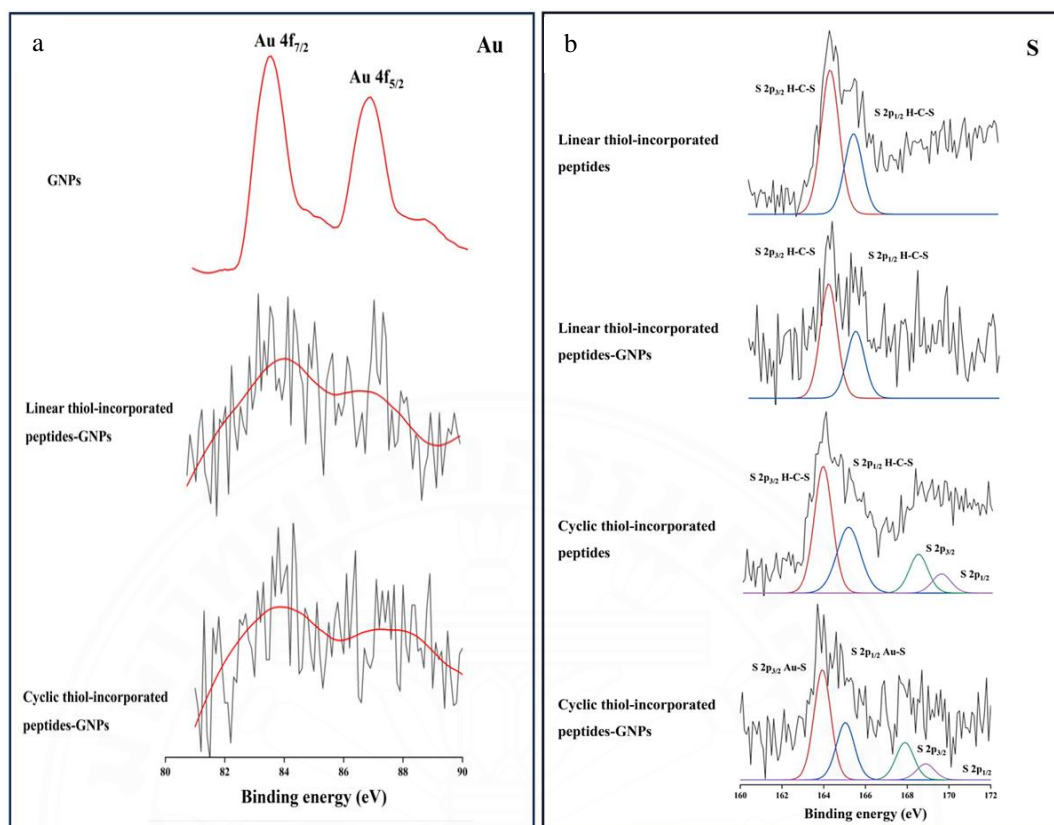 a
Au
Au 4f7/2
Au 4f5/2
GNPs
Linear thiol-incorporated
peptides-GNPs
Cyclic thiol-incorporated
peptides-GNPs
80 82 84 86 88 90
Binding energy (eV)
b
S
S 2p3/2 H-C-S
S 2p1/2 H-C-S
Linear thiol-incorporated
peptides
S 2p3/2 H-C-S
S 2p1/2 H-C-S
Linear thiol-incorporated
peptides-GNPs
S 2p3/2 H-C-S
S 2p1/2 H-C-S
Cyclic thiol-incorporated
peptides
S 2p3/2
S 2p1/2
S 2p3/2 Au-S
S 2p1/2 Au-S
Cyclic thiol-incorporated
peptides-GNPs
S 2p3/2
S 2p1/2
160 162 164 166 168 170 172
Binding energy (eV)